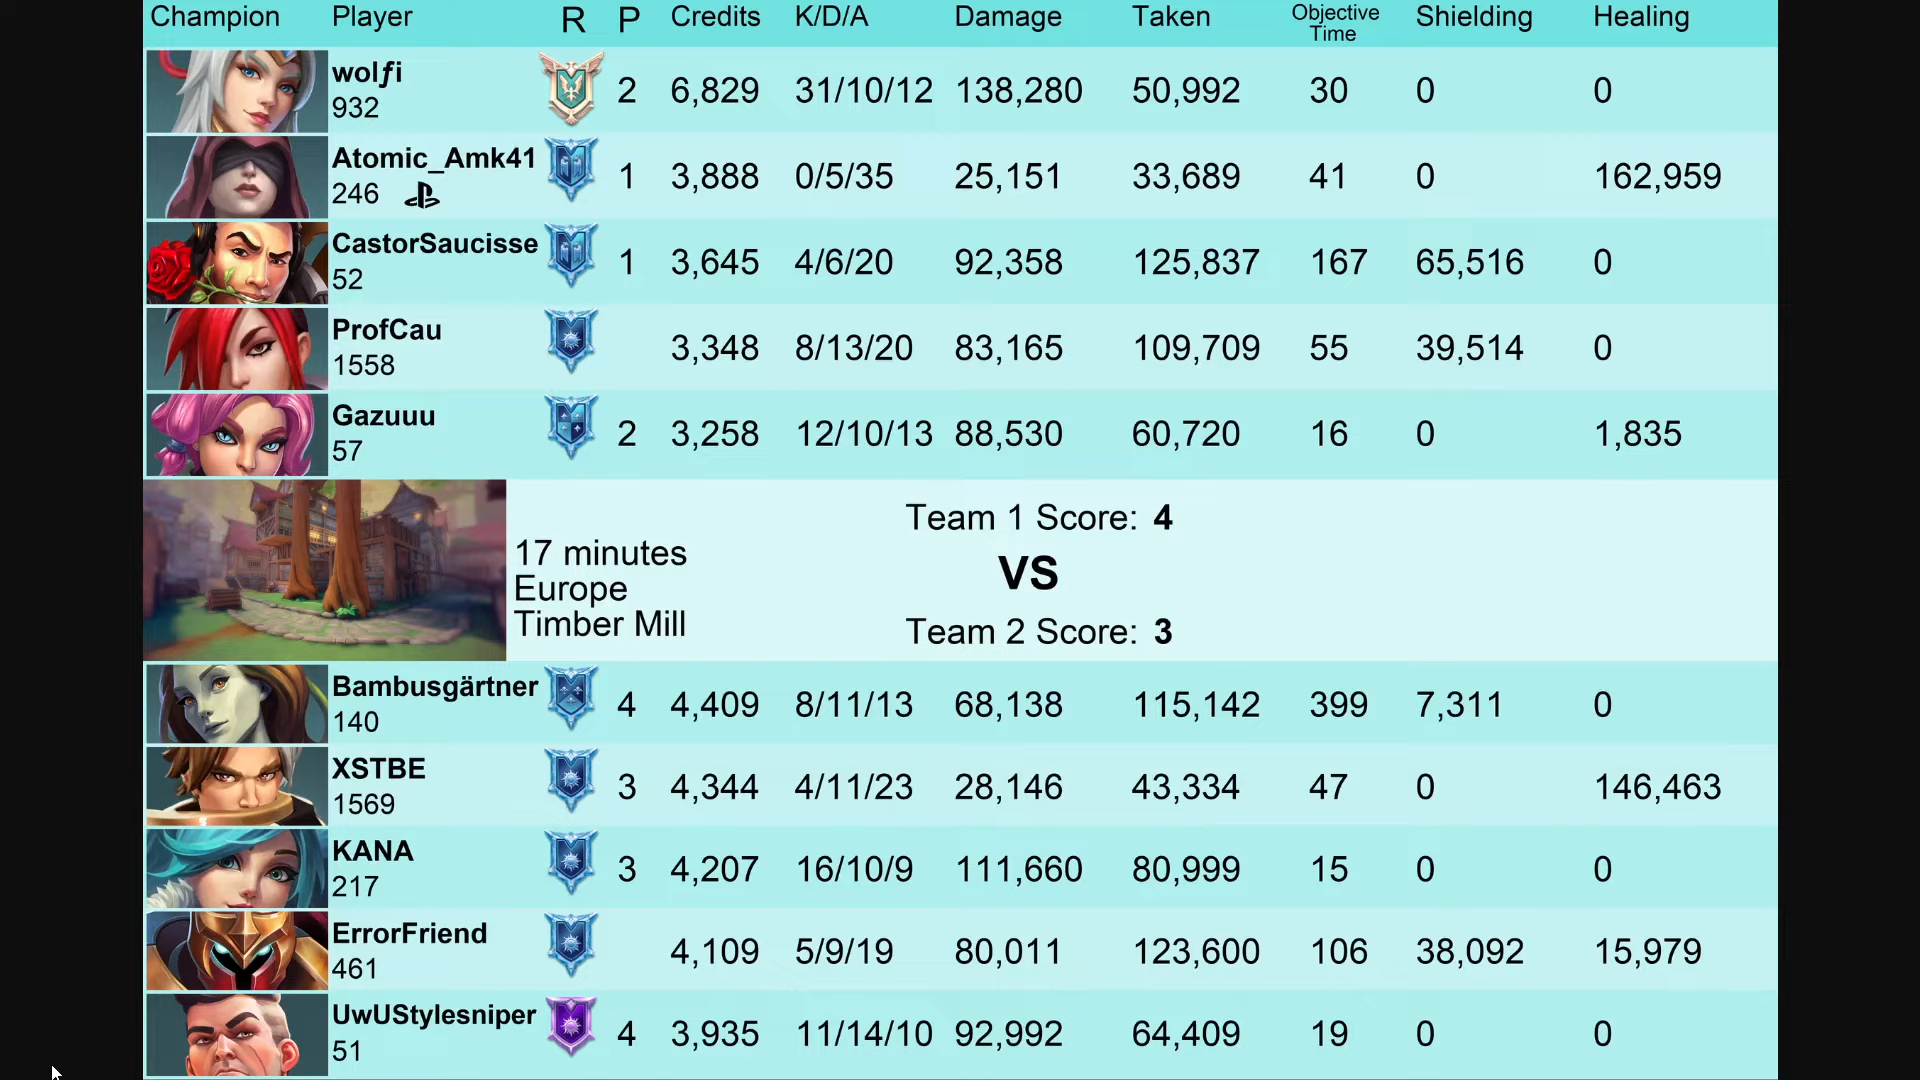 Champion Player R P Credits K/D/A Damage Taken Objective Time Shielding Healing
wolƒi
932
2 6,829 31/10/12 138,280 50,992 30 0 0
Atomic_Amk41
246
1 3,888 0/5/35 25,151 33,689 41 0 162,959
CastorSaucisse
52
1 3,645 4/6/20 92,358 125,837 167 65,516 0
ProfCau
1558
3,348 8/13/20 83,165 109,709 55 39,514 0
Gazuuu
57
2 3,258 12/10/13 88,530 60,720 16 0 1,835
17 minutes
Europe
Timber Mill
Team 1 Score: 4
VS
Team 2 Score: 3
Bambusgärtner
140
4 4,409 8/11/13 68,138 115,142 399 7,311 0
XSTBE
1569
3 4,344 4/11/23 28,146 43,334 47 0 146,463
KANA
217
3 4,207 16/10/9 111,660 80,999 15 0 0
ErrorFriend
461
4,109 5/9/19 80,011 123,600 106 38,092 15,979
UwUStylesniper
51
4 3,935 11/14/10 92,992 64,409 19 0 0